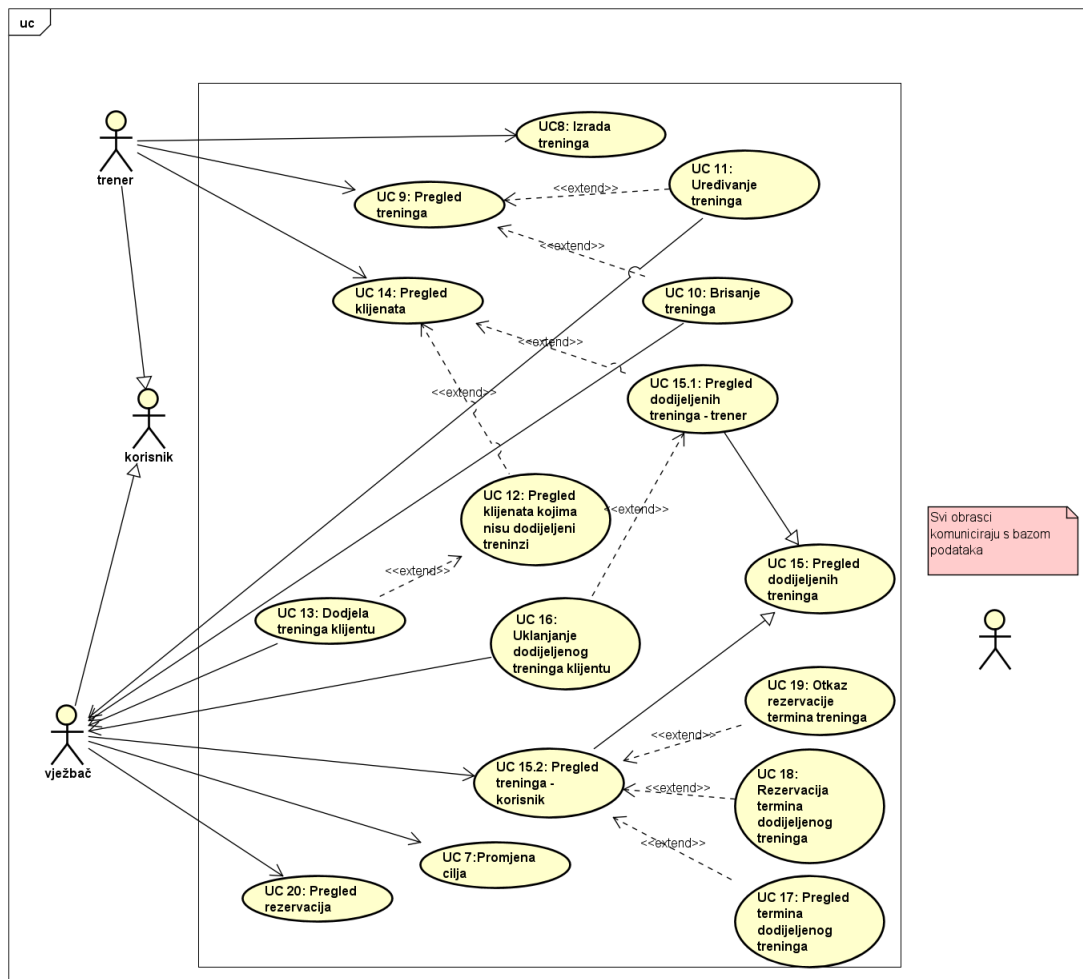 uc
UC8: Izrada
treninga
trener
UC 11:
Uređivanje
treninga
<<extend>>
UC 9: Pregled
treninga
<<extend>>
UC 14: Pregled
klijenata
UC 10: Brisanje
treninga
<<extend>>
<<extend>>
UC 15.1: Pregled
dodijeljenih
treninga - trener
korisnik
UC 12: Pregled
klijenata kojima
nisu dodijeljeni
treninzi
<<extend>>
Svi obrasci
komuniciraju s bazom
podataka
UC 15: Pregled
dodijeljenih
treninga
<<extend>>
UC 13: Dodjela
treninga klijentu
UC 16:
Uklanjanje
dodijeljenog
treninga klijentu
UC 19: Otkaz
rezervacije
termina treninga
<<extend>>
vježbač
UC 15.2: Pregled
treninga -
korisnik
<<extend>>
UC 18:
Rezervacija
termina
dodijeljenog
treninga
<<extend>>
UC 7:Promjena
cilja
UC 20: Pregled
rezervacija
UC 17: Pregled
termina
dodijeljenog
treninga